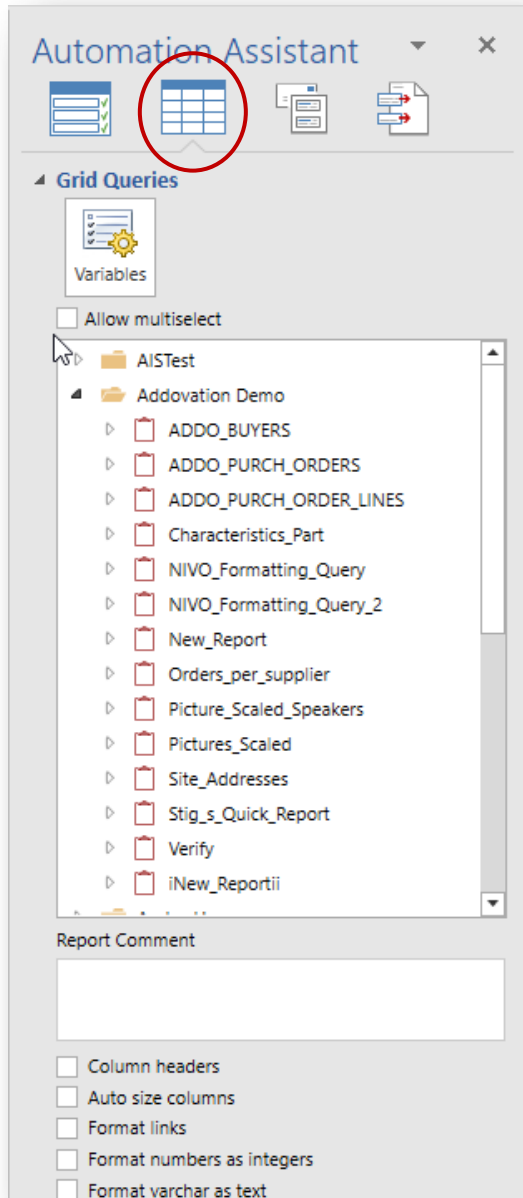 Automation Assistant
Grid Queries
Variables
Allow multiselect
AISTest
Addovation Demo
ADDO_BUYERS
ADDO_PURCH_ORDERS
ADDO_PURCH_ORDER_LINES
Characteristics_Part
NIVO_Formatting_Query
NIVO_Formatting_Query_2
New_Report
Orders_per_supplier
Picture_Scaled_Speakers
Pictures_Scaled
Site_Addresses
Stig_s_Quick_Report
Verify
iNew_Reportii
Report Comment
Column headers
Auto size columns
Format links
Format numbers as integers
Format varchar as text